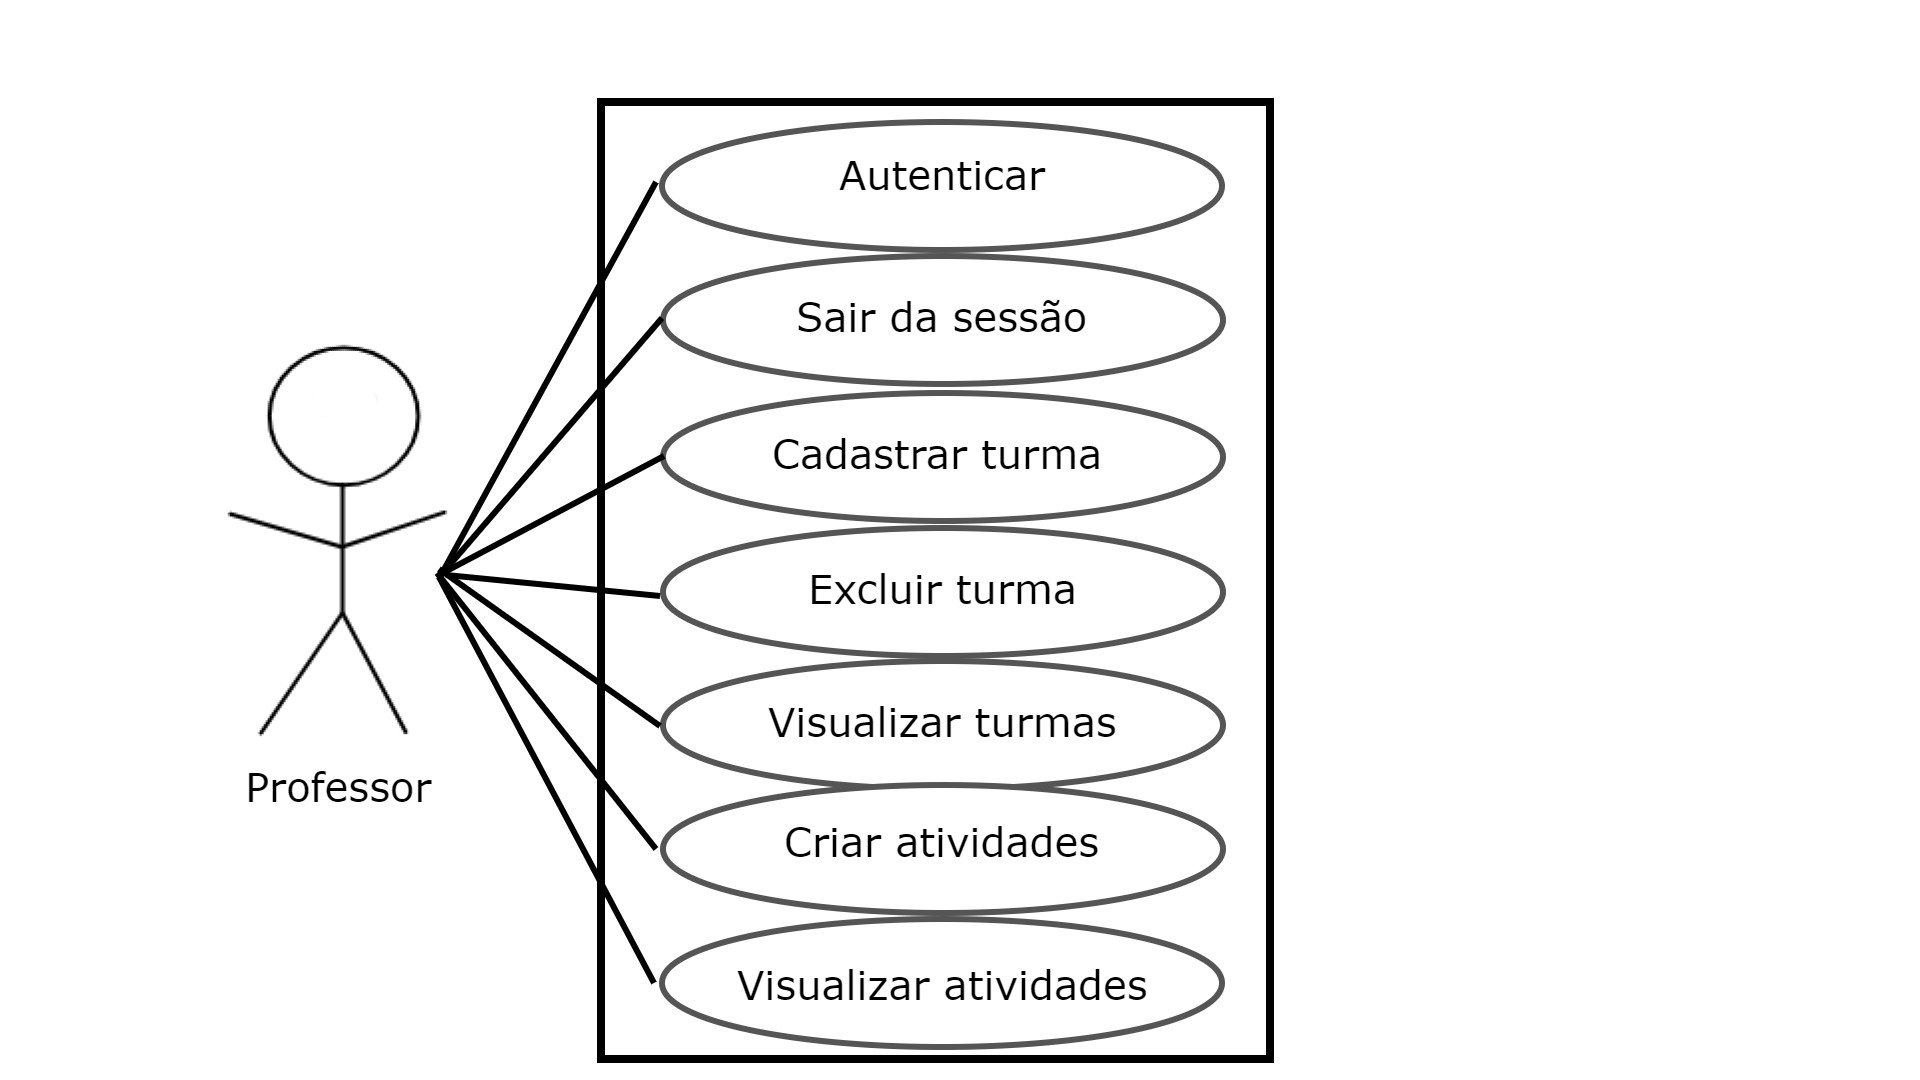 Autenticar
Sair da sessão
Cadastrar turma
Excluir turma
Visualizar turmas
Criar atividades
Visualizar atividades
Professor